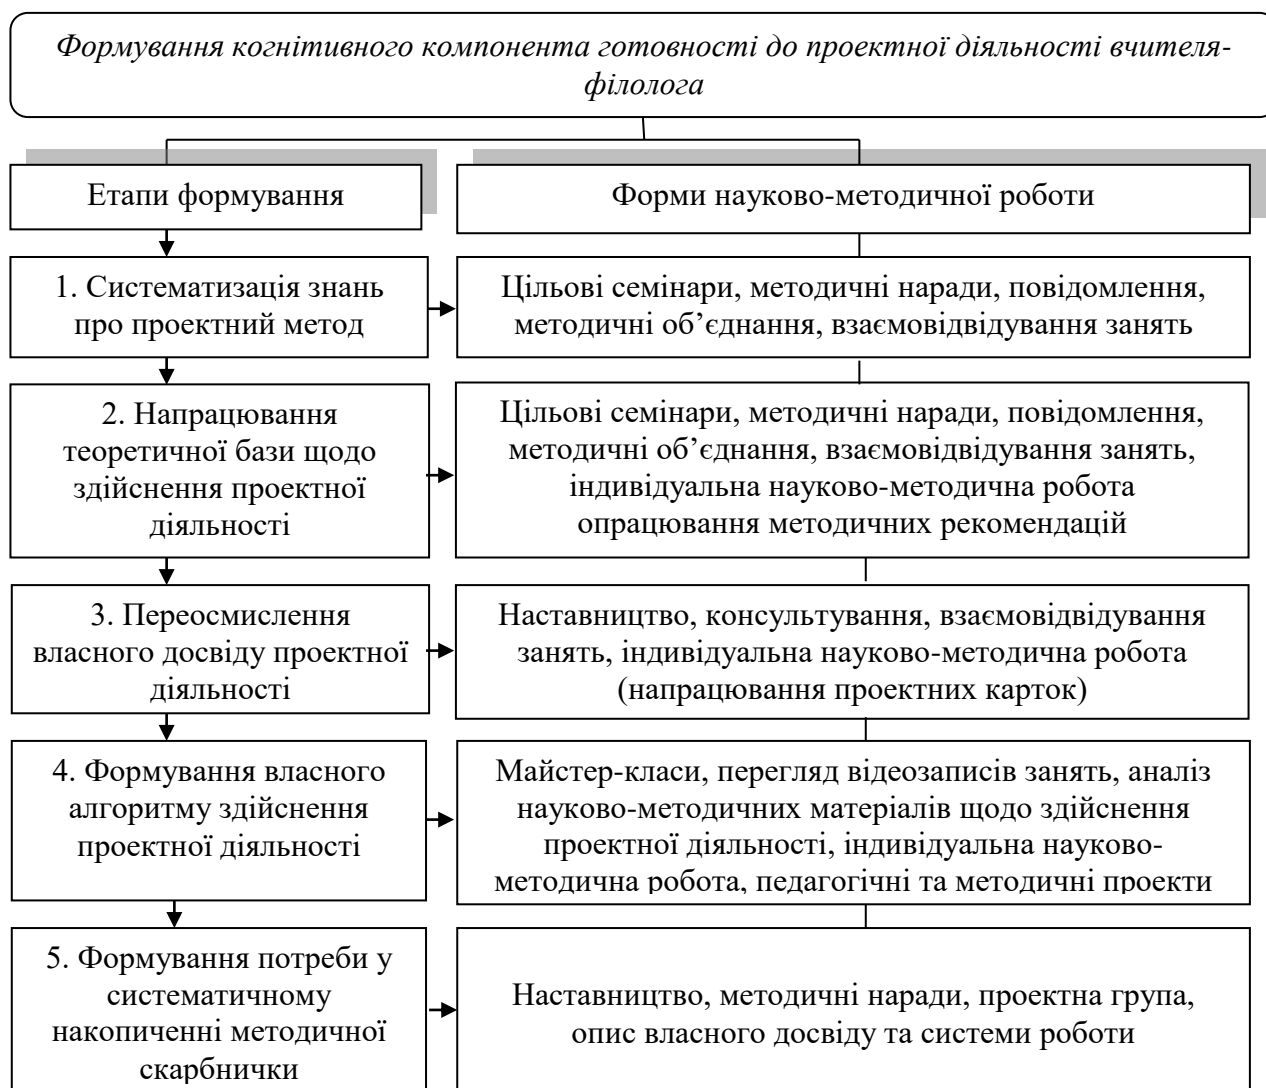 Формування когнітивного компонента готовності до проектної діяльності вчителя-
філолога
Етапи формування
Форми науково-методичної роботи
1. Систематизація знань
про проектний метод
Цільові семінари, методичні наради, повідомлення,
методичні об’єднання, взаємовідвідування занять
2. Напрацювання
теоретичної бази щодо
здійснення проектної
діяльності
Цільові семінари, методичні наради, повідомлення,
методичні об’єднання, взаємовідвідування занять,
індивідуальна науково-методична робота
опрацювання методичних рекомендацій
3. Переосмислення
власного досвіду проектної
діяльності
Наставництво, консультування, взаємовідвідування
занять, індивідуальна науково-методична робота
(напрацювання проектних карток)
4. Формування власного
алгоритму здійснення
проектної діяльності
Майстер-класи, перегляд відеозаписів занять, аналіз
науково-методичних матеріалів щодо здійснення
проектної діяльності, індивідуальна науково-
методична робота, педагогічні та методичні проекти
5. Формування потреби у
систематичному
накопиченні методичної
скарбнички
Наставництво, методичні наради, проектна група,
опис власного досвіду та системи роботи